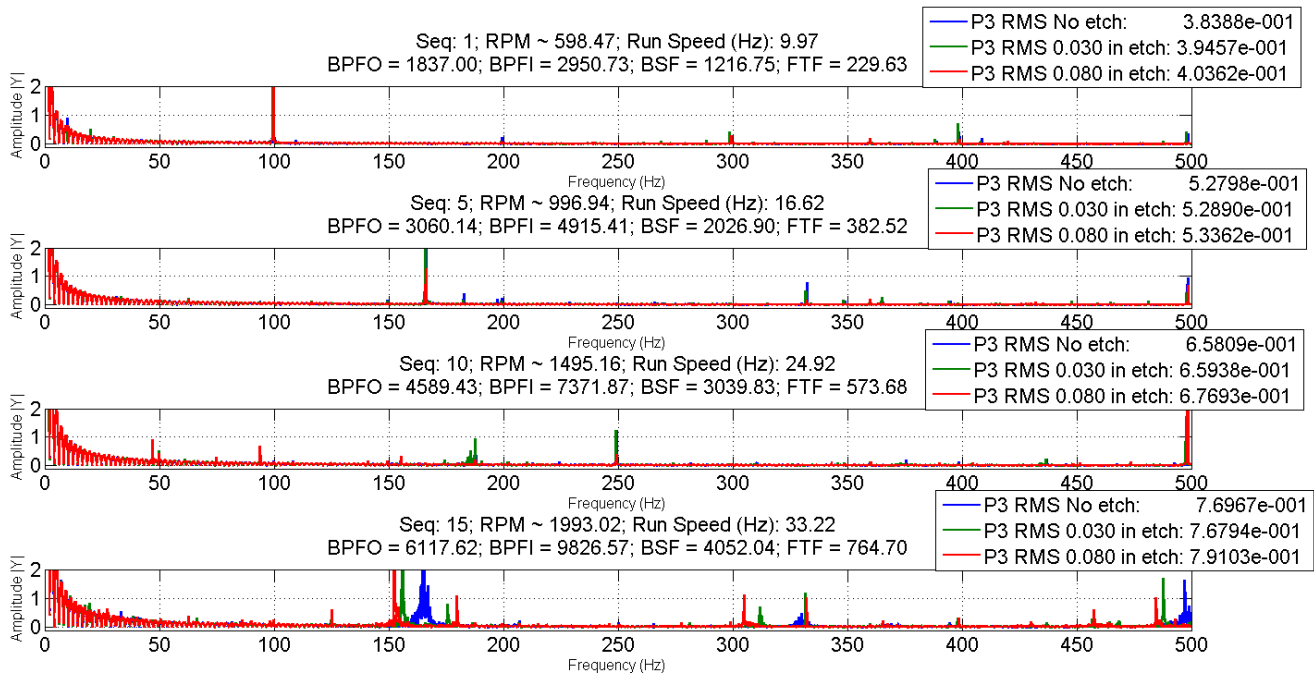 P3 RMS No etch: 3.8388e-001
Seq: 1; RPM ~ 598.47; Run Speed (Hz): 9.97
P3 RMS 0.030 in etch: 3.9457e-001
BPFO = 1837.00; BPFI = 2950.73; BSF = 1216.75; FTF = 229.63
P3 RMS 0.080 in etch: 4.0362e-001
Amplitude |Y|
2
1
0
0 50 100 150 200 250 300 350 400 450 500
Frequency (Hz)
P3 RMS No etch: 5.2798e-001
Seq: 5; RPM ~ 996.94; Run Speed (Hz): 16.62
P3 RMS 0.030 in etch: 5.2890e-001
BPFO = 3060.14; BPFI = 4915.41; BSF = 2026.90; FTF = 382.52
P3 RMS 0.080 in etch: 5.3362e-001
Amplitude |Y|
2
1
0
0 50 100 150 200 250 300 350 400 450 500
Frequency (Hz)
P3 RMS No etch: 6.5809e-001
Seq: 10; RPM ~ 1495.16; Run Speed (Hz): 24.92
P3 RMS 0.030 in etch: 6.5938e-001
BPFO = 4589.43; BPFI = 7371.87; BSF = 3039.83; FTF = 573.68
P3 RMS 0.080 in etch: 6.7693e-001
Amplitude |Y|
2
1
0
0 50 100 150 200 250 300 350 400 450 500
Frequency (Hz)
P3 RMS No etch: 7.6967e-001
Seq: 15; RPM ~ 1993.02; Run Speed (Hz): 33.22
P3 RMS 0.030 in etch: 7.6794e-001
BPFO = 6117.62; BPFI = 9826.57; BSF = 4052.04; FTF = 764.70
P3 RMS 0.080 in etch: 7.9103e-001
Amplitude |Y|
2
1
0
0 50 100 150 200 250 300 350 400 450 500
Frequency (Hz)